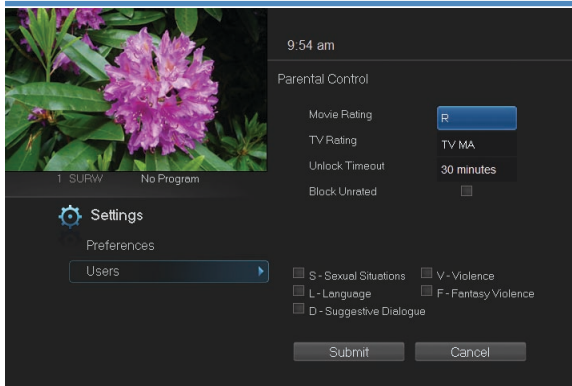 9:54 am
Parental Control
Movie Rating R
TV Rating TV MA
Unlock Timeout 30 minutes
Block Unrated
1 SURW No Program
Settings
Preferences
Users
S - Sexual Situations V - Violence
L - Language F - Fantasy Violence
D - Suggestive Dialogue
Submit Cancel